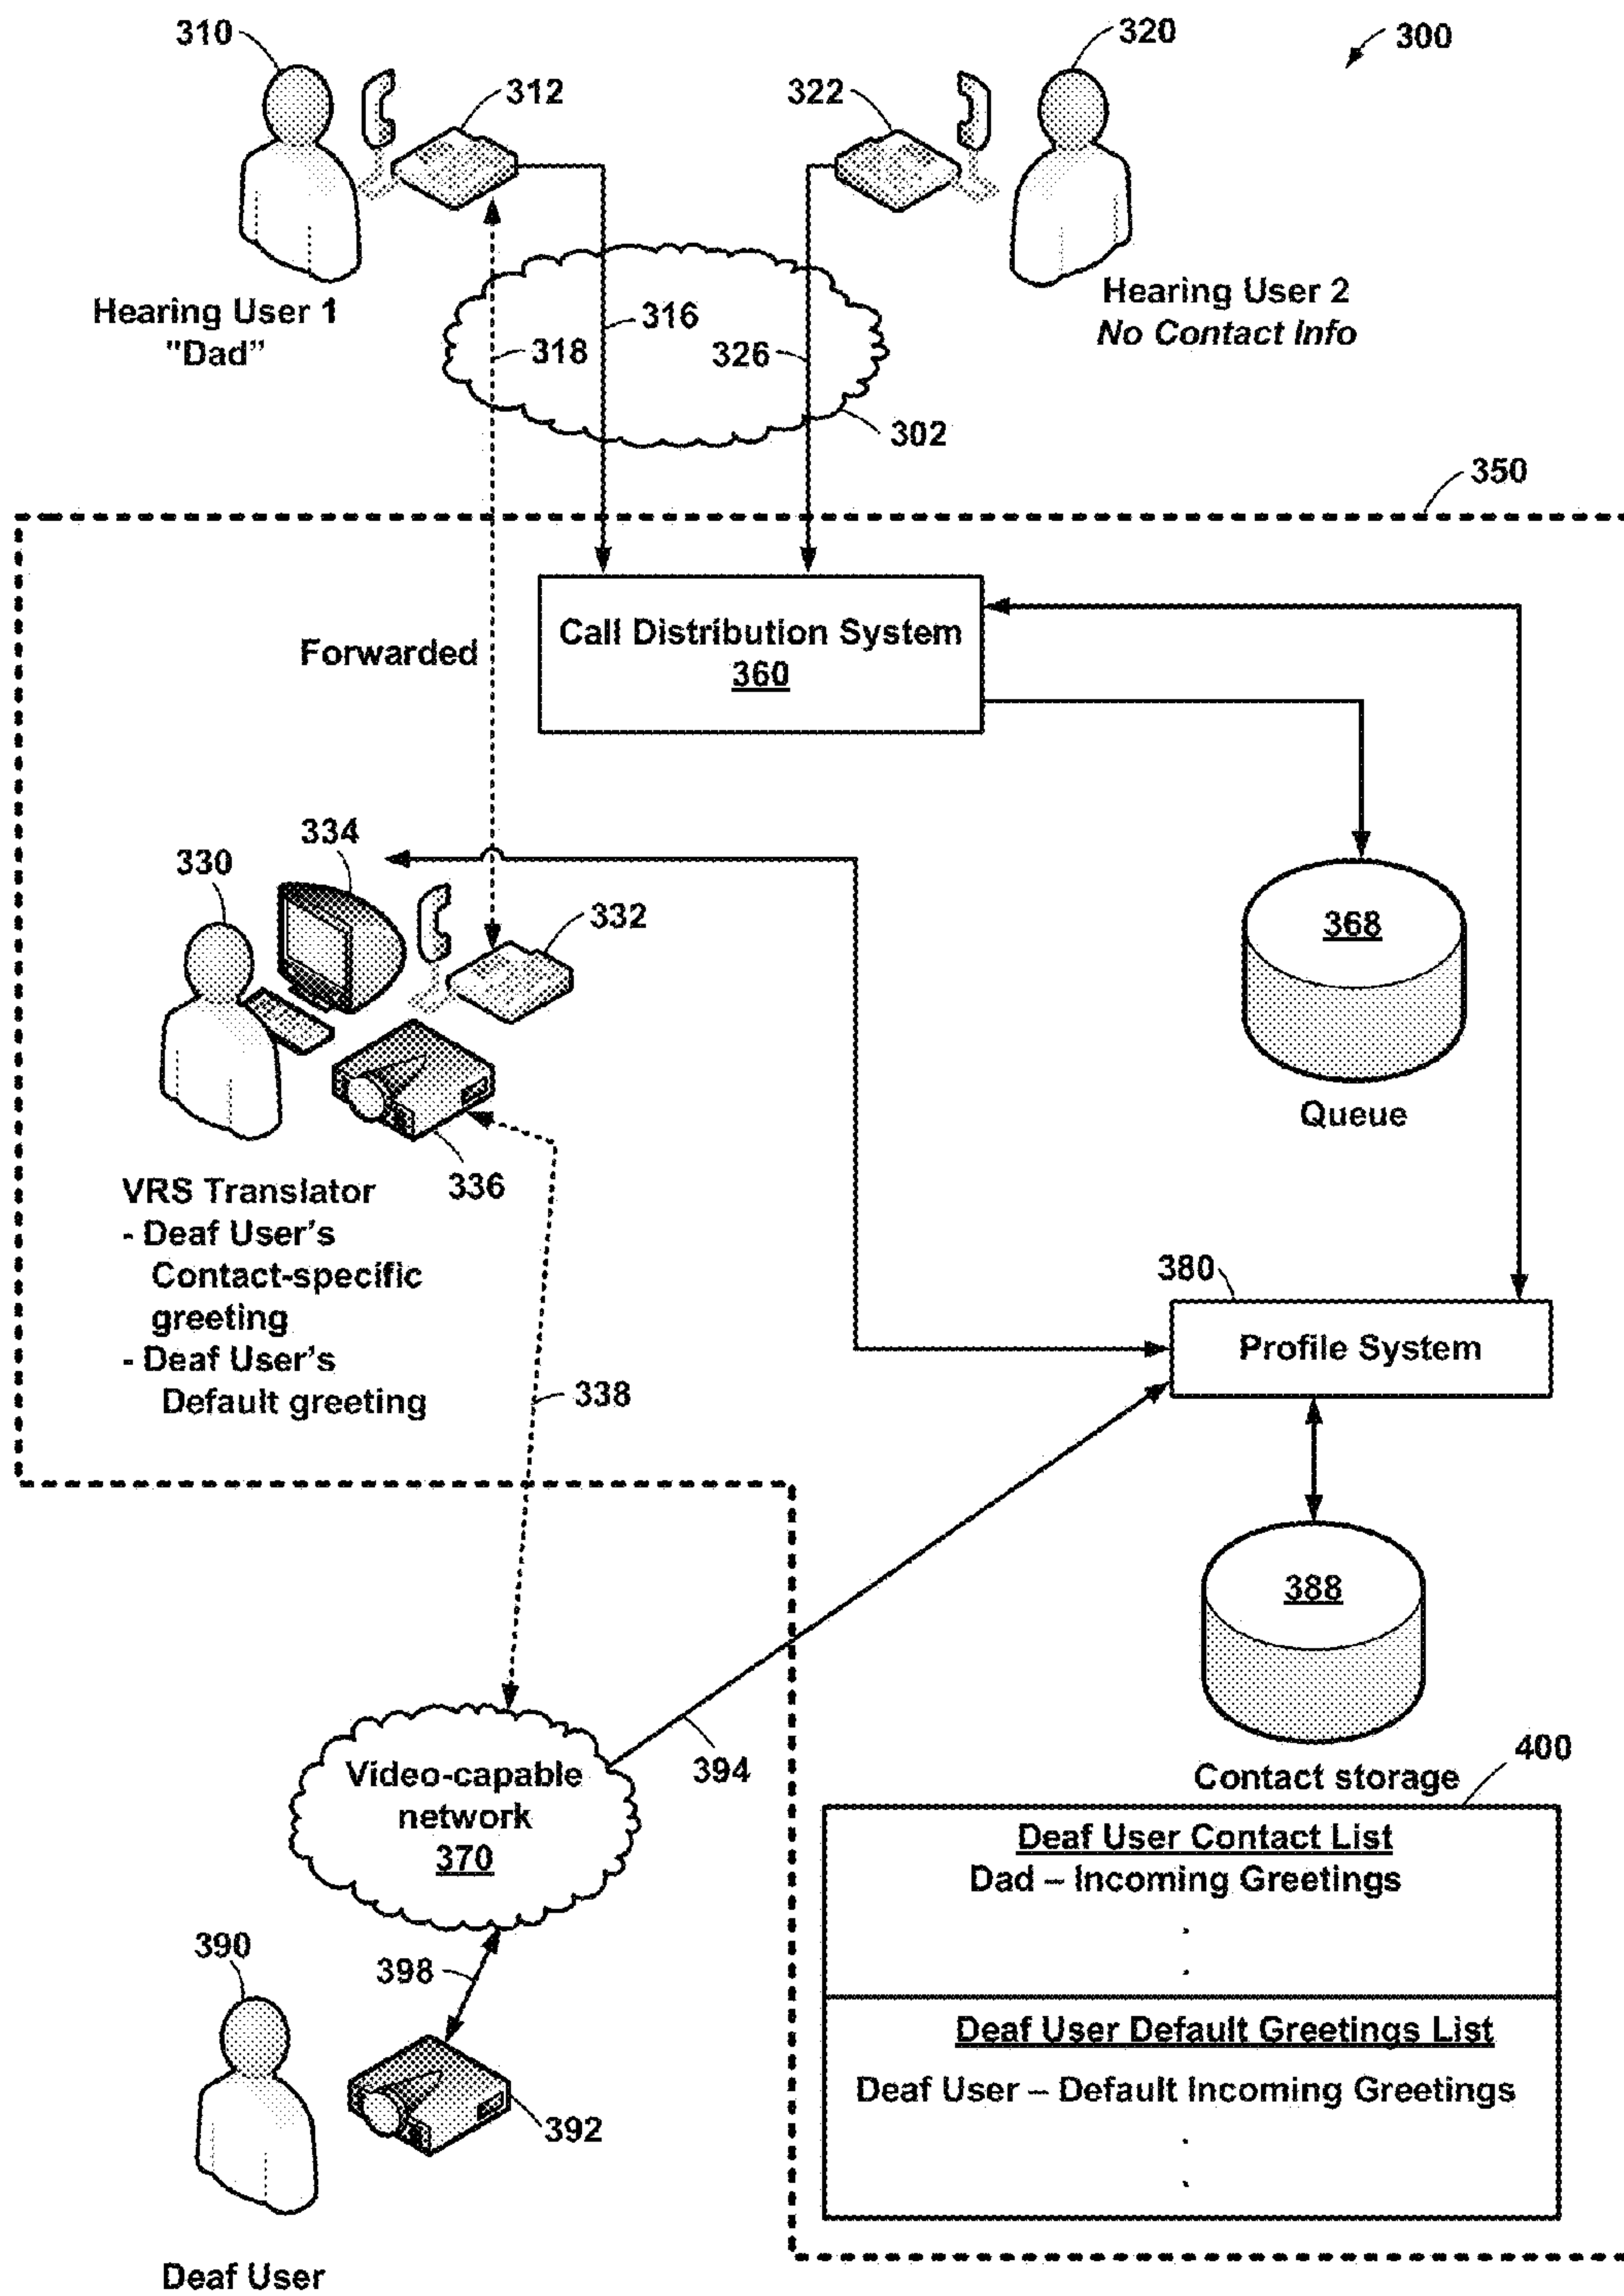 310
312
322
320
300
Hearing User 1
"Dad”
318
316
326
302
Hearing User 2
No Contact Info
350
Forwarded
Call Distribution System
360
330
334
332
336
368
Queue
VRS Translator
- Deaf User's
Contact-specific
greeting
- Deaf User's
Default greeting
338
380
Profile System
388
Contact storage
400
Video-capable
network
370
394
398
390
392
Deaf User
Deaf User Contact List
Dad – Incoming Greetings
.
.
Deaf User Default Greetings List
Deaf User – Default Incoming Greetings
.
.